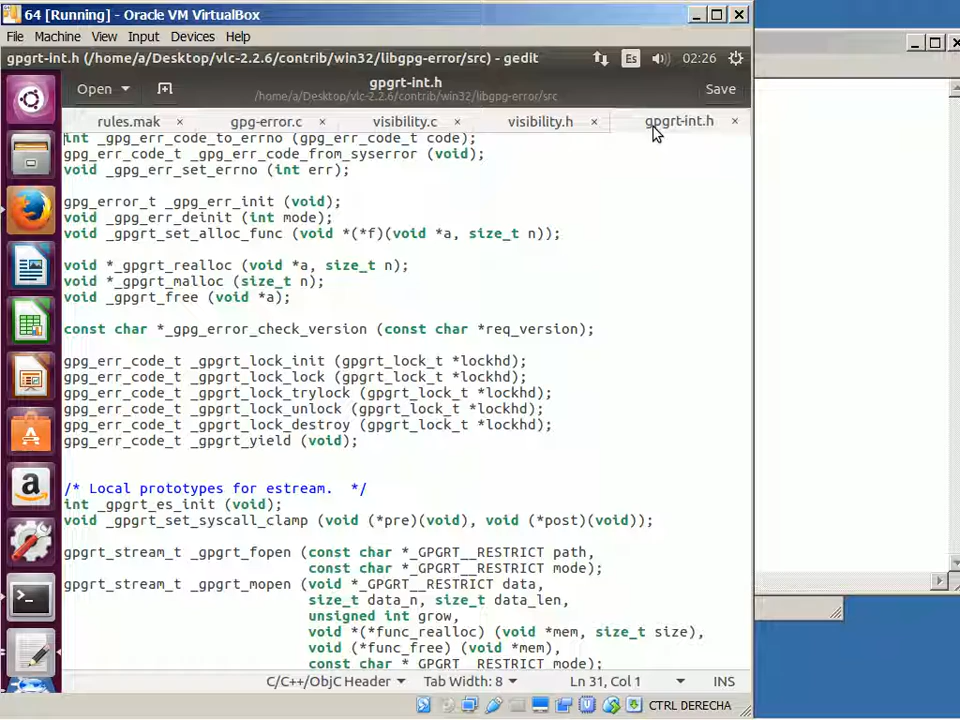 64 [Running] - Oracle VM VirtualBox
File Machine View Input Devices Help
gpgrt-int.h (/home/a/Desktop/vlc-2.2.6/contrib/win32/libgpg-error/src) - gedit
Es
02:26
Open
gpgrt-int.h
/home/a/Desktop/vlc-2.2.6/contrib/win32/libgpg-error/src
Save
rules.mak × gpg-error.c × visibility.c × visibility.h × gpgrt-int.h ×
int _gpg_err_code_to_errno (gpg_err_code_t code);
gpg_err_code_t _gpg_err_code_from_syserror (void);
void _gpg_err_set_errno (int err);
gpg_error_t _gpg_err_init (void);
void _gpg_err_deinit (int mode);
void _gpgrt_set_alloc_func (void *(*f)(void *a, size_t n));
void *_gpgrt_realloc (void *a, size_t n);
void *_gpgrt_malloc (size_t n);
void _gpgrt_free (void *a);
const char *_gpg_error_check_version (const char *req_version);
gpg_err_code_t _gpgrt_lock_init (gpgrt_lock_t *lockhd);
gpg_err_code_t _gpgrt_lock_lock (gpgrt_lock_t *lockhd);
gpg_err_code_t _gpgrt_lock_trylock (gpgrt_lock_t *lockhd);
gpg_err_code_t _gpgrt_lock_unlock (gpgrt_lock_t *lockhd);
gpg_err_code_t _gpgrt_lock_destroy (gpgrt_lock_t *lockhd);
gpg_err_code_t _gpgrt_yield (void);
/* Local prototypes for estream.  */
int _gpgrt_es_init (void);
void _gpgrt_set_syscall_clamp (void (*pre)(void), void (*post)(void));
gpgrt_stream_t _gpgrt_fopen (const char *_GPGRT__RESTRICT path,
const char *_GPGRT__RESTRICT mode);
gpgrt_stream_t _gpgrt_mopen (void *_GPGRT__RESTRICT data,
size_t data_n, size_t data_len,
unsigned int grow,
void *(*func_realloc) (void *mem, size_t size),
void (*func_free) (void *mem),
const char *_GPGRT__RESTRICT mode);
C/C++/ObjC Header Tab Width: 8 Ln 31, Col 1 INS
CTRL DERECHA